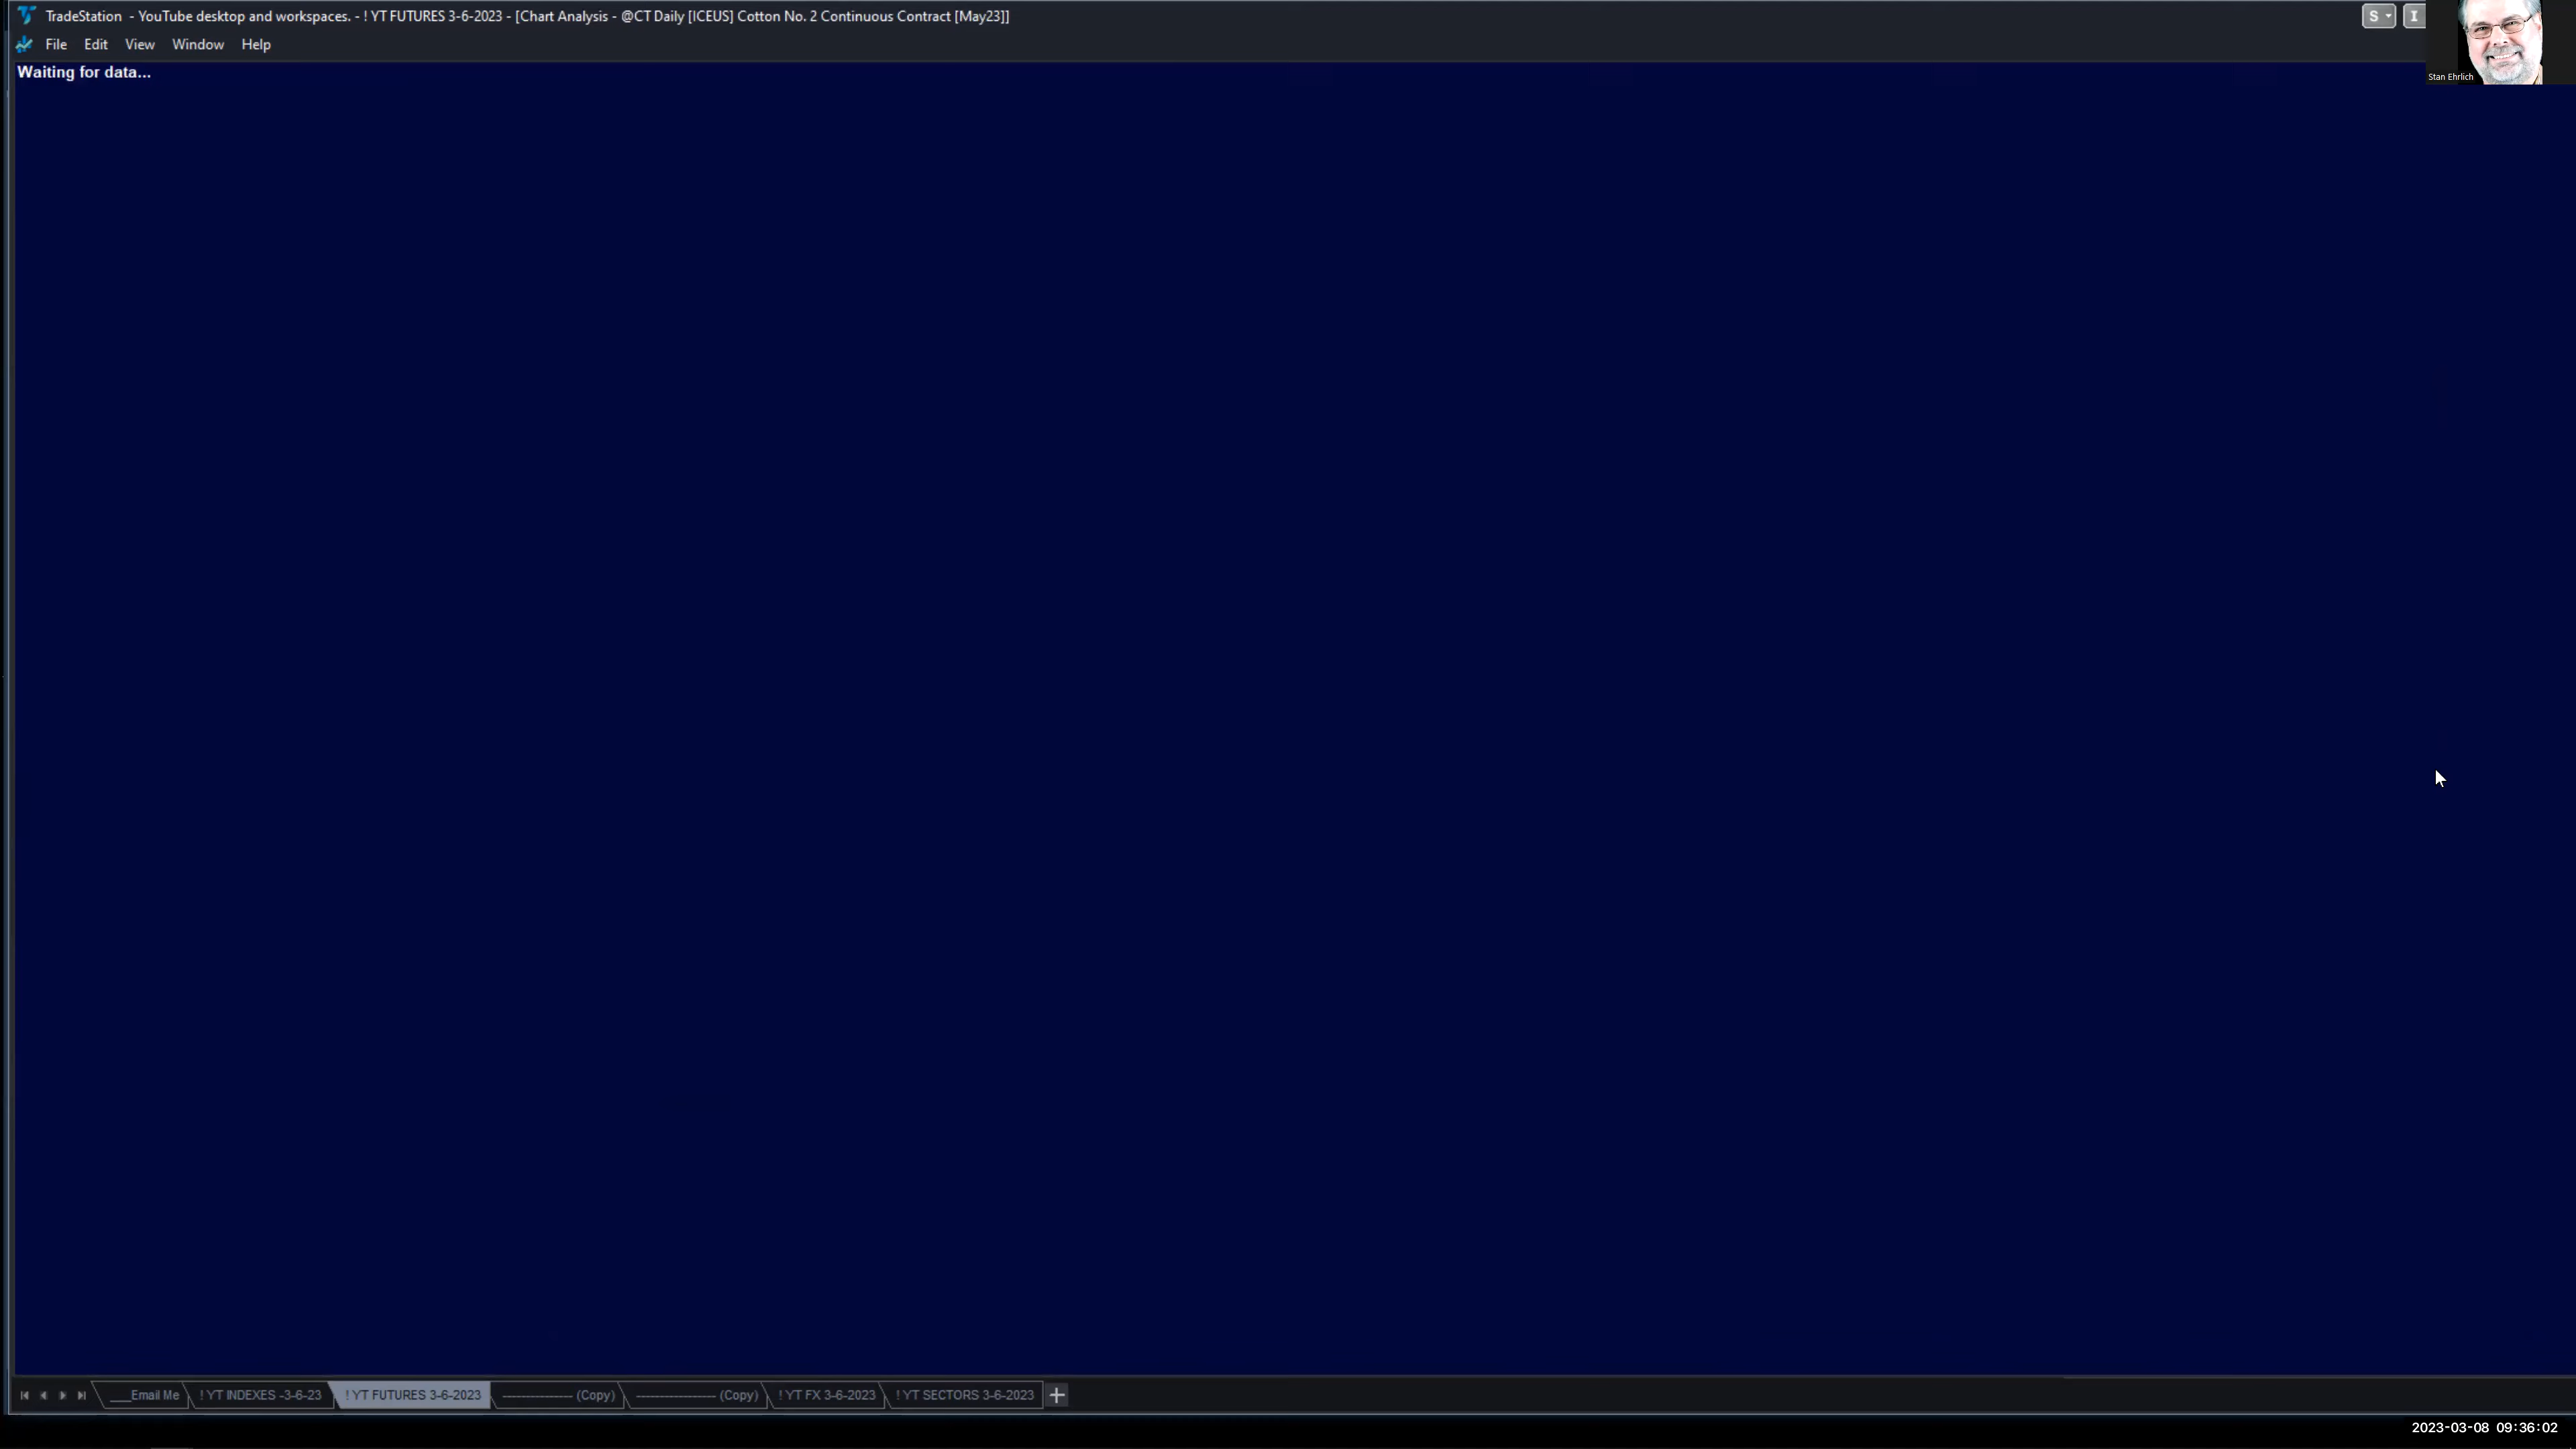 TradeStation - YouTube desktop and workspaces. - ! YT FUTURES 3-6-2023 - [Chart Analysis - @CT Daily [ICEUS] Cotton No. 2 Continuous Contract [May23]]
S
I
File Edit View Window Help
Waiting for data...
Stan Ehrlich
____Email Me ! YT INDEXES -3-6-23 ! YT FUTURES 3-6-2023 --------------- (Copy) ----------------- (Copy) ! YT FX 3-6-2023 ! YT SECTORS 3-6-2023 +
2023-03-08 09:36:02